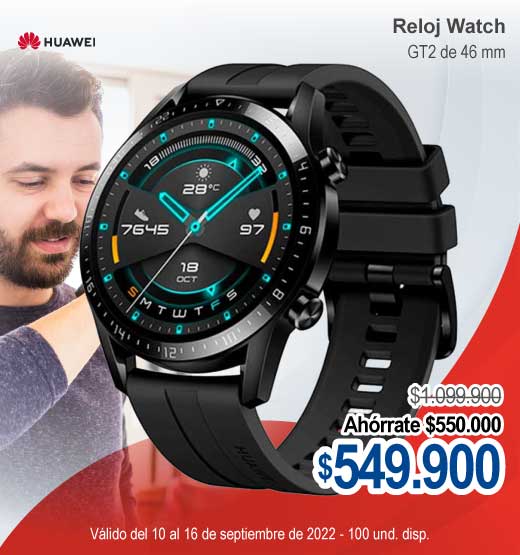 HUAWEI
Reloj Watch
GT2 de 46 mm
28°C
7645
97
18
OCT
S M T W T F S
HUAWEI
$1.099.900
Ahórrate $550.000
$549.900
Válido del 10 al 16 de septiembre de 2022 - 100 und. disp.